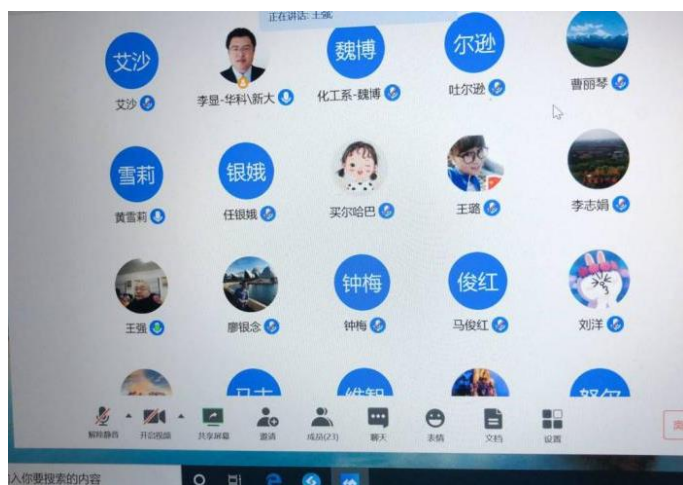 正在讲话: 王强;
艾沙
魏博
尔逊
艾沙
李显-华科\新大
化工系-魏博
吐尔逊
曹丽琴
雪莉
银娥
黄雪莉
任银娥
买尔哈巴
王璐
李志娟
钟梅
俊红
王强
廖银念
钟梅
马俊红
刘洋
解除静音
开启视频
共享屏幕
邀请
成员(23)
聊天
表情
文档
设置
入你要搜索的内容